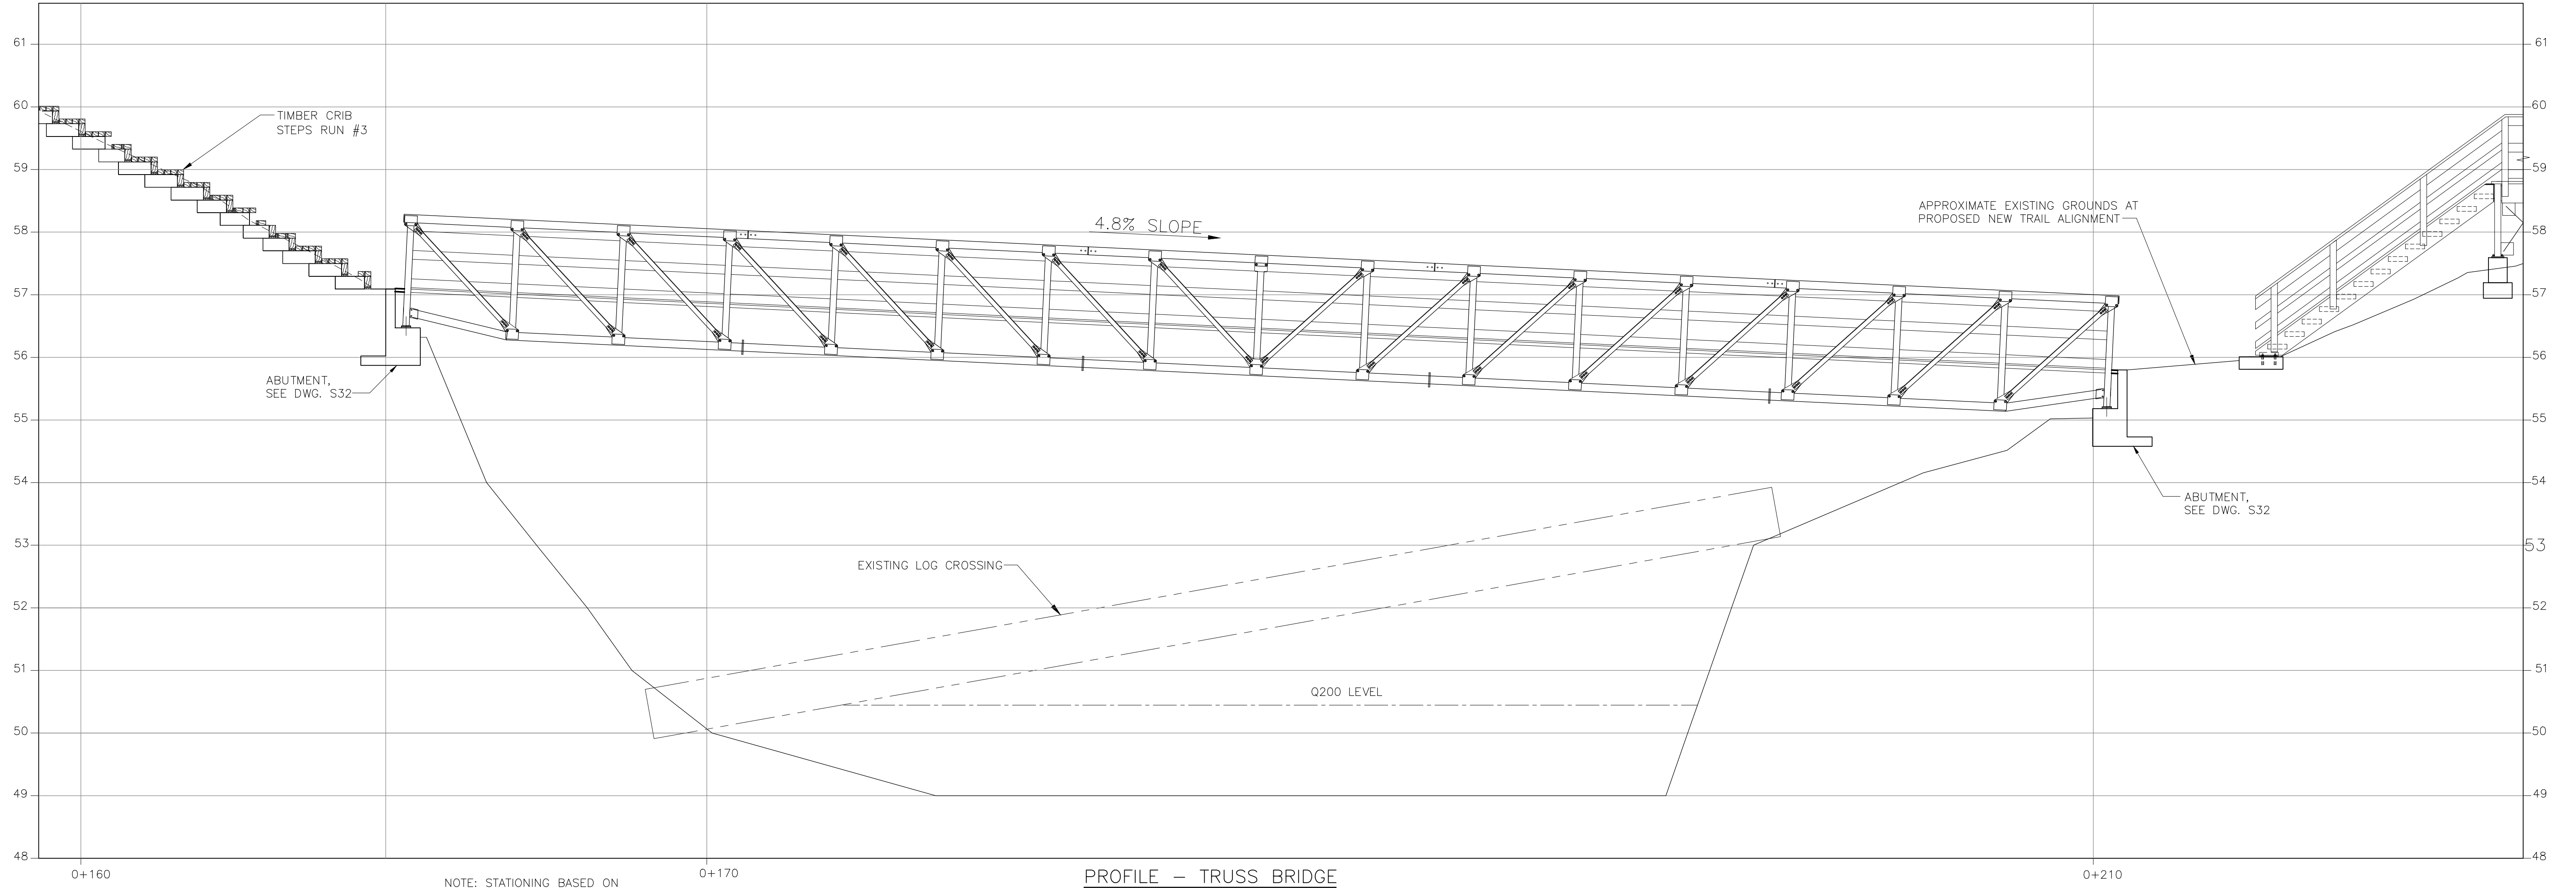 61
60
59
58
57
56
55
54
53
52
51
50
49
48
61
60
59
58
57
56
55
54
53
52
51
50
49
48
TIMBER CRIB
STEPS RUN #3
4.8% SLOPE
APPROXIMATE EXISTING GROUNDS AT
PROPOSED NEW TRAIL ALIGNMENT
ABUTMENT,
SEE DWG. S32
ABUTMENT,
SEE DWG. S32
EXISTING LOG CROSSING
Q200 LEVEL
0+160
0+170
0+210
NOTE: STATIONING BASED ON
PROFILE – TRUSS BRIDGE